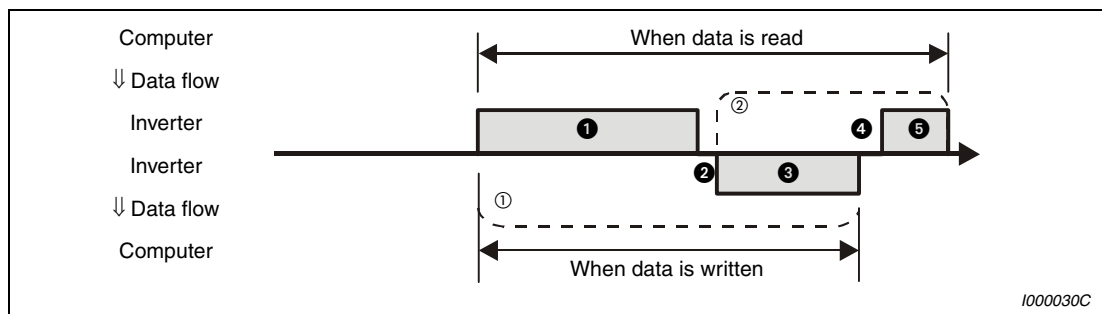 Computer
When data is read
⇓ Data flow
②
Inverter
❶
❹
❺
Inverter
❷
❸
⇓ Data flow
①
Computer
When data is written
I000030C